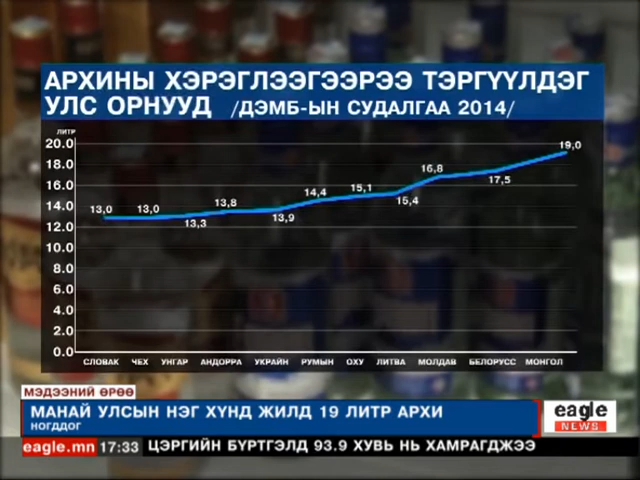 АРХИНЫ ХЭРЭГЛЭЭГЭЭРЭЭ ТЭРГҮҮЛДЭГ
УЛС ОРНУУД /ДЭМБ-ЫН СУДАЛГАА 2014/
ЛИТР
20.0
18.0
16.0
14.0
12.0
10.0
8.0
6.0
4.0
2.0
0.0
13,0 13,0 13,3 13,8 13,9 14,4 15,1 15,4 16,8 17,5 19,0
СЛОВАК ЧЕХ УНГАР АНДОРРА УКРАЙН РУМЫН ОХУ ЛИТВА МОЛДАВ БЕЛОРУСС МОНГОЛ
МЭДЭЭНИЙ ӨРӨӨ
МАНАЙ УЛСЫН НЭГ ХҮНД ЖИЛД 19 ЛИТР АРХИ
НОГДДОГ
eagle
NEWS
eagle.mn 17:33 ЦЭРГИЙН БҮРТГЭЛД 93.9 ХУВЬ НЬ ХАМРАГДЖЭЭ